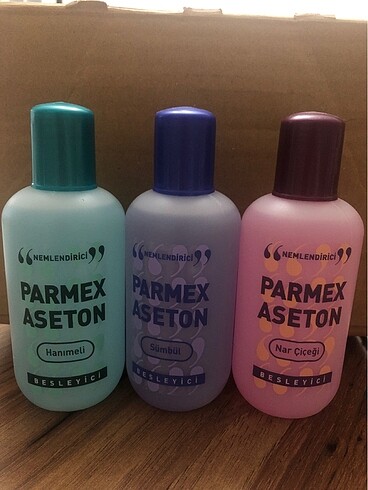 “NEMLENDİRİCİ”
PARMEX
ASETON
Hanımeli
BESLEYİCİ
“NEMLENDİRİCİ”
PARMEX
ASETON
Sümbül
BESLEYİCİ
“NEMLENDİRİCİ”
PARMEX
ASETON
Nar Çiçeği
BESLEYİCİ